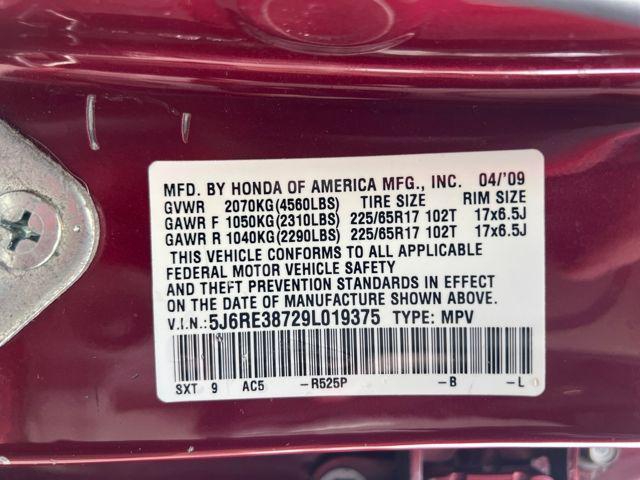 MFD. BY HONDA OF AMERICA MFG., INC. 04/'09
GVWR 2070KG(4560LBS) TIRE SIZE RIM SIZE
GAWR F 1050KG(2310LBS) 225/65R17 102T 17x6.5J
GAWR R 1040KG(2290LBS) 225/65R17 102T 17x6.5J
THIS VEHICLE CONFORMS TO ALL APPLICABLE
FEDERAL MOTOR VEHICLE SAFETY
AND THEFT PREVENTION STANDARDS IN EFFECT
ON THE DATE OF MANUFACTURE SHOWN ABOVE.
V.I.N.:5J6RE38729L019375 TYPE: MPV
SXT 9 AC5 -R525P -B -L